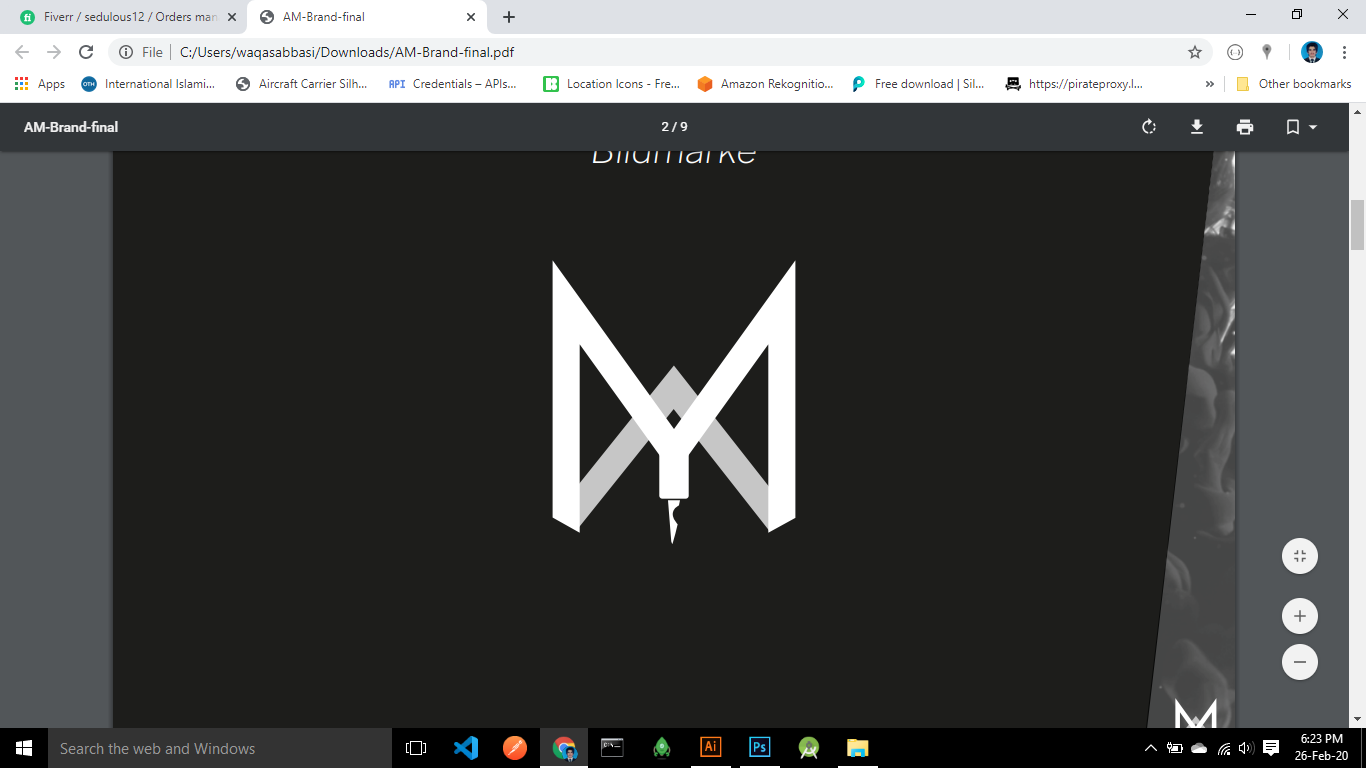 Fiverr / sedulous12 / Orders man
AM-Brand-final
File
C:/Users/waqasabbasi/Downloads/AM-Brand-final.pdf
Apps
International Islami...
Aircraft Carrier Silh...
API Credentials – APIs...
Location Icons - Fre...
Amazon Rekognitio...
Free download | Sil...
https://pirateproxy.l...
»
Other bookmarks
AM-Brand-final
2 / 9
Bildmarke
Search the web and Windows
Ai
Ps
6:23 PM
26-Feb-20